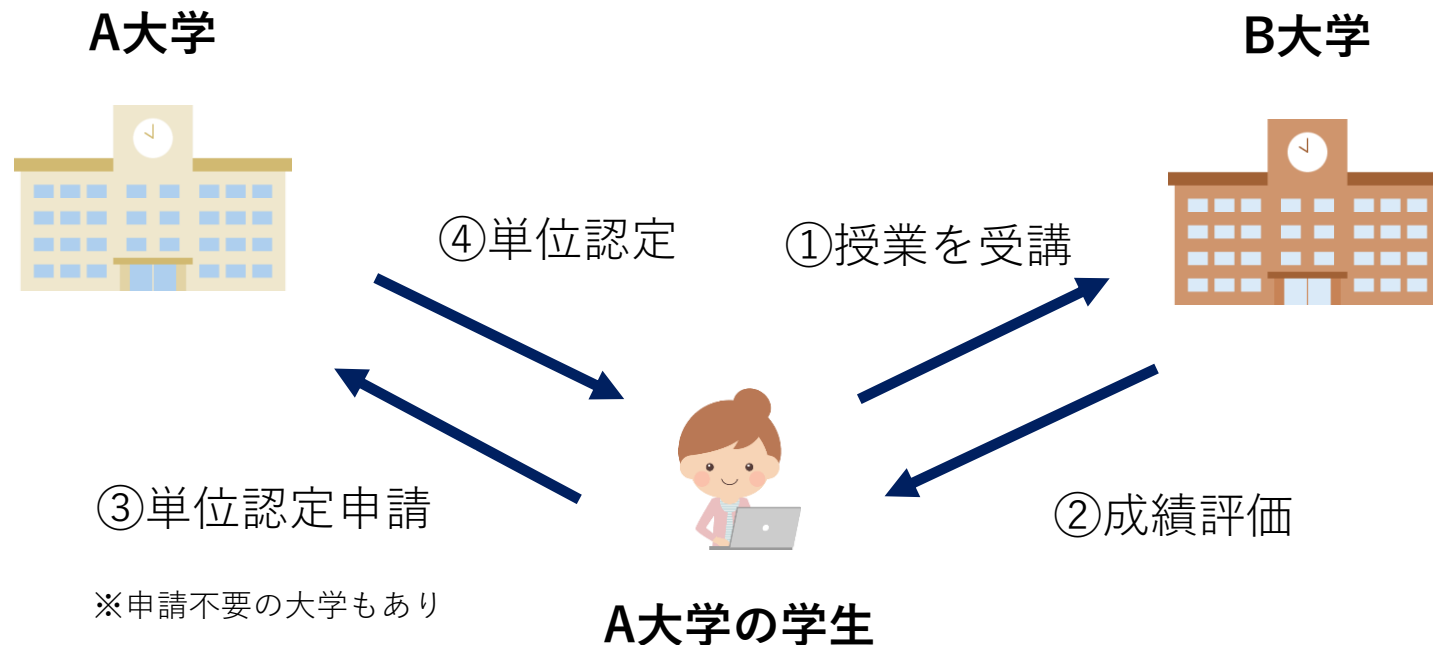 A大学
B大学
④単位認定
①授業を受講
③単位認定申請
②成績評価
※申請不要の大学もあり
A大学の学生